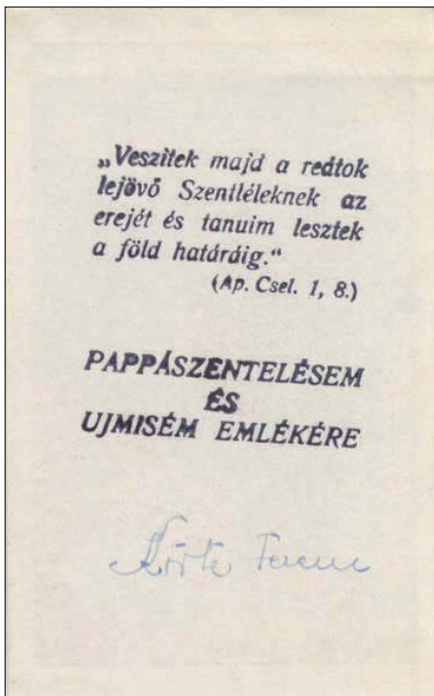 „Veszitek majd a reátok
lejövő Szentléleknek az
erejét és tanuim lesztek
a föld határáig."
(Ap. Csel. 1, 8.)
PAPPÁSZENTELÉSEM
ÉS
UJMISÉM EMLÉKÉRE
Ferenc